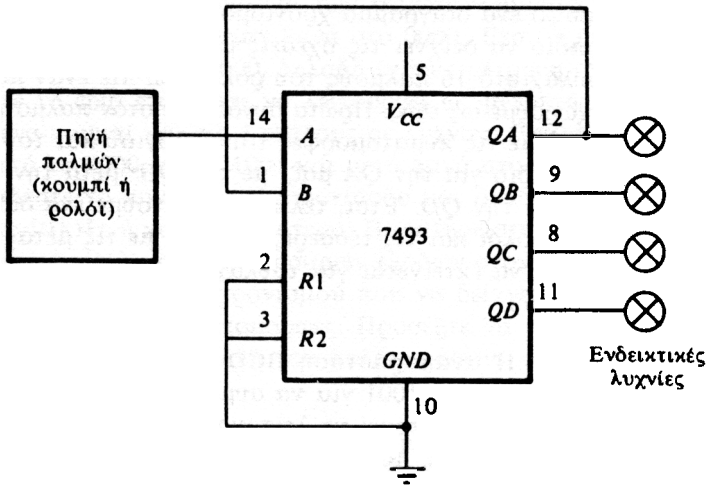 5
14
A
VCC
QA
12
Πηγή
παλμών
(κουμπί ή
ρολόϊ)
1
B
QB
9
7493
QC
8
2
R1
QD
11
3
R2
GND
10
Ενδεικτικές
λυχνίες